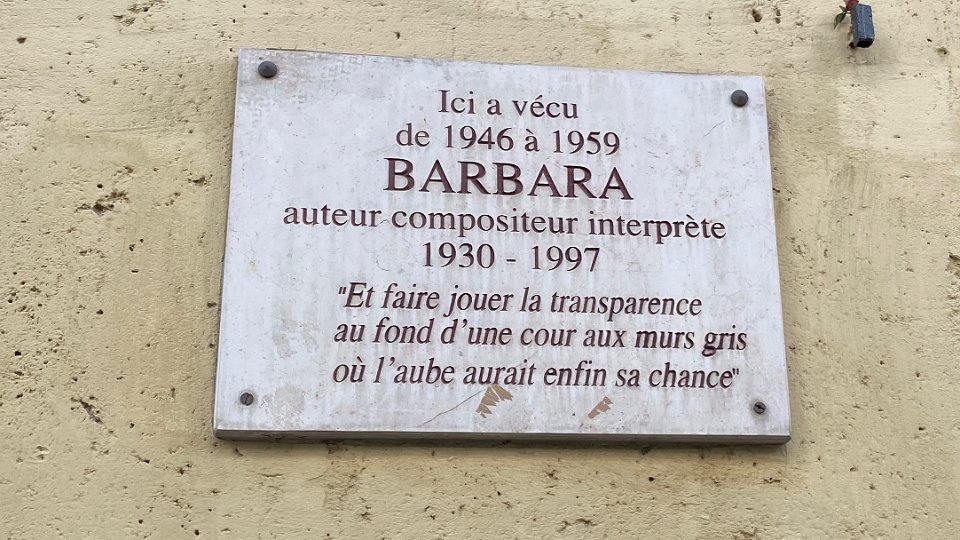 Ici a vécu
de 1946 à 1959
BARBARA
auteur compositeur interprète
1930 - 1997
"Et faire jouer la transparence
au fond d'une cour aux murs gris
où l'aube aurait enfin sa chance"